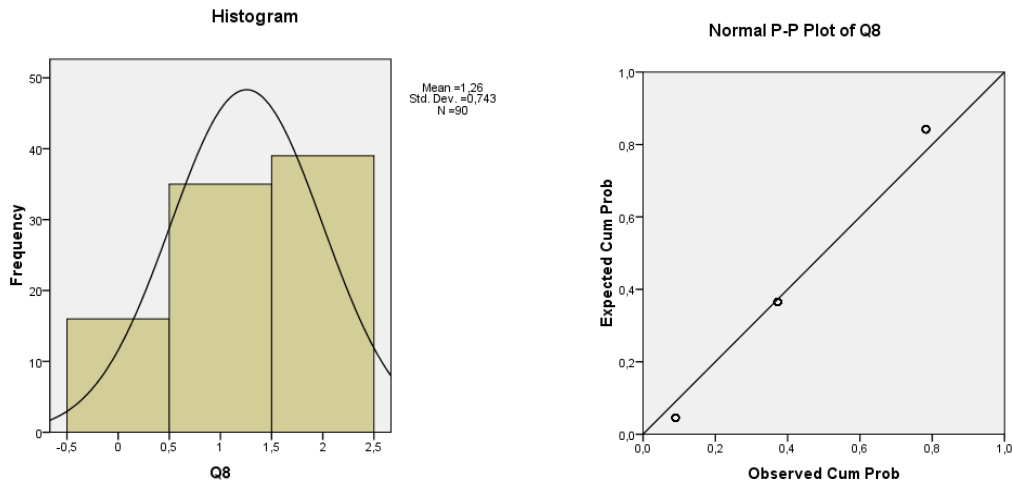 Histogram
Mean =1,26
Std. Dev. =0,743
N =90
Frequency
50
40
30
20
10
0
-0,5 0 0,5 1 1,5 2 2,5
Q8
Normal P-P Plot of Q8
Expected Cum Prob
1,0
0,8
0,6
0,4
0,2
0,0
0,0 0,2 0,4 0,6 0,8 1,0
Observed Cum Prob